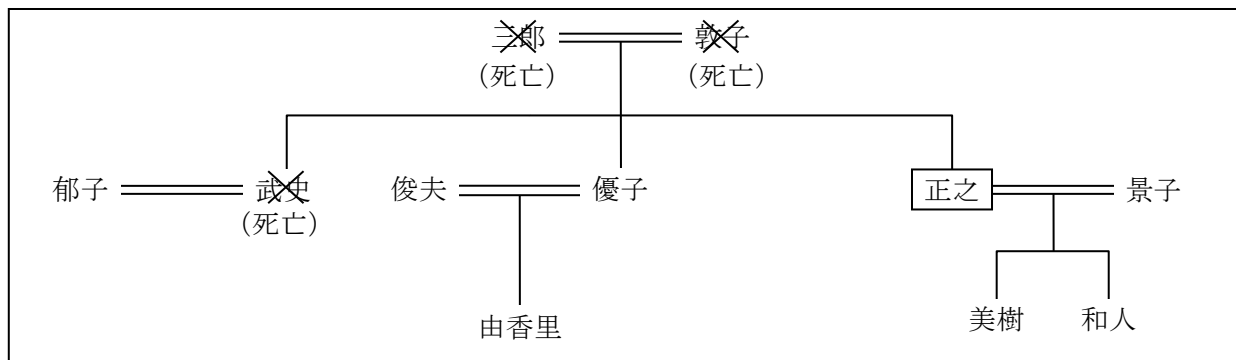 三郎 敦子
(死亡) (死亡)
郁子 武史 俊夫 優子 正之 景子
(死亡)
美樹 和人
由香里